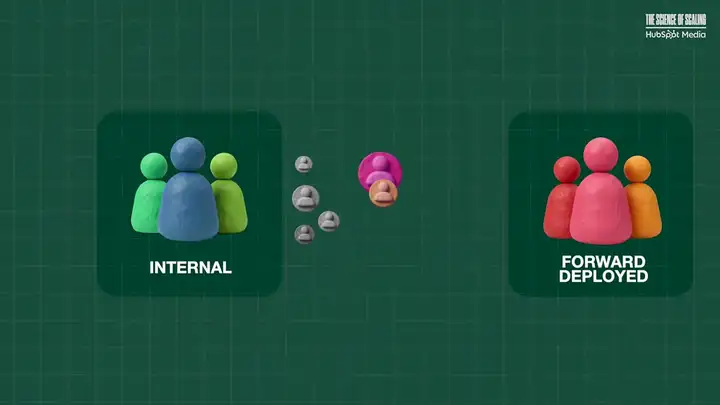 THE SCIENCE OF SCALING
HubSpot Media
INTERNAL
FORWARD
DEPLOYED